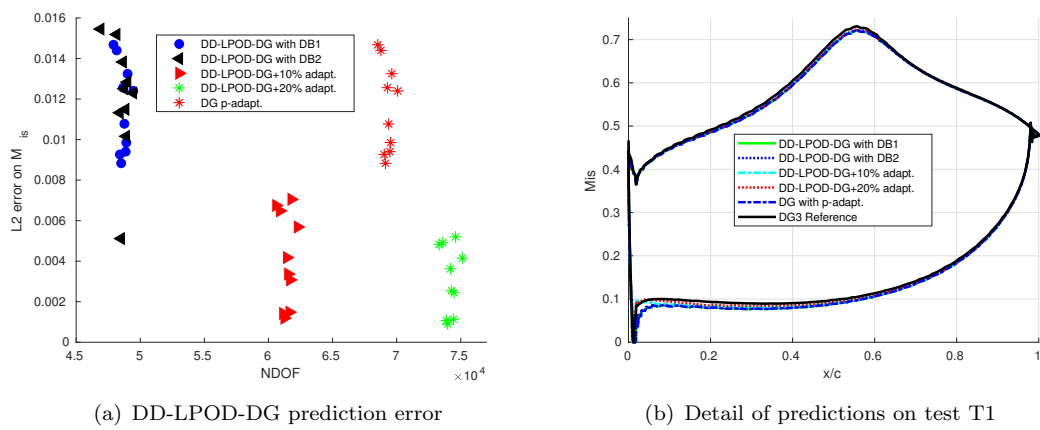 0.016
0.014
0.012
0.01
0.008
0.006
0.004
0.002
0
L2 error on M is
4.5
5
5.5
6
6.5
7
7.5
NDOF
×10⁴
DD-LPOD-DG with DB1
DD-LPOD-DG with DB2
DD-LPOD-DG+10% adapt.
DD-LPOD-DG+20% adapt.
DG p-adapt.
(a) DD-LPOD-DG prediction error
0.7
0.6
0.5
0.4
0.3
0.2
0.1
0
Mis
0
0.2
0.4
0.6
0.8
1
x/c
DD-LPOD-DG with DB1
DD-LPOD-DG with DB2
DD-LPOD-DG+10% adapt.
DD-LPOD-DG+20% adapt.
DG with p-adapt.
DG3 Reference
(b) Detail of predictions on test T1